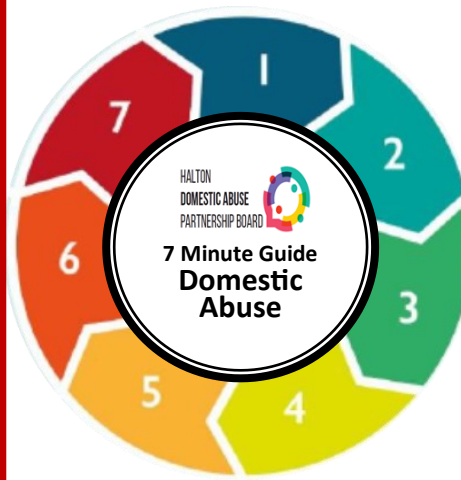 1
2
3
4
5
6
7
HALTON
DOMESTIC ABUSE
PARTNERSHIP BOARD
7 Minute Guide
Domestic
Abuse